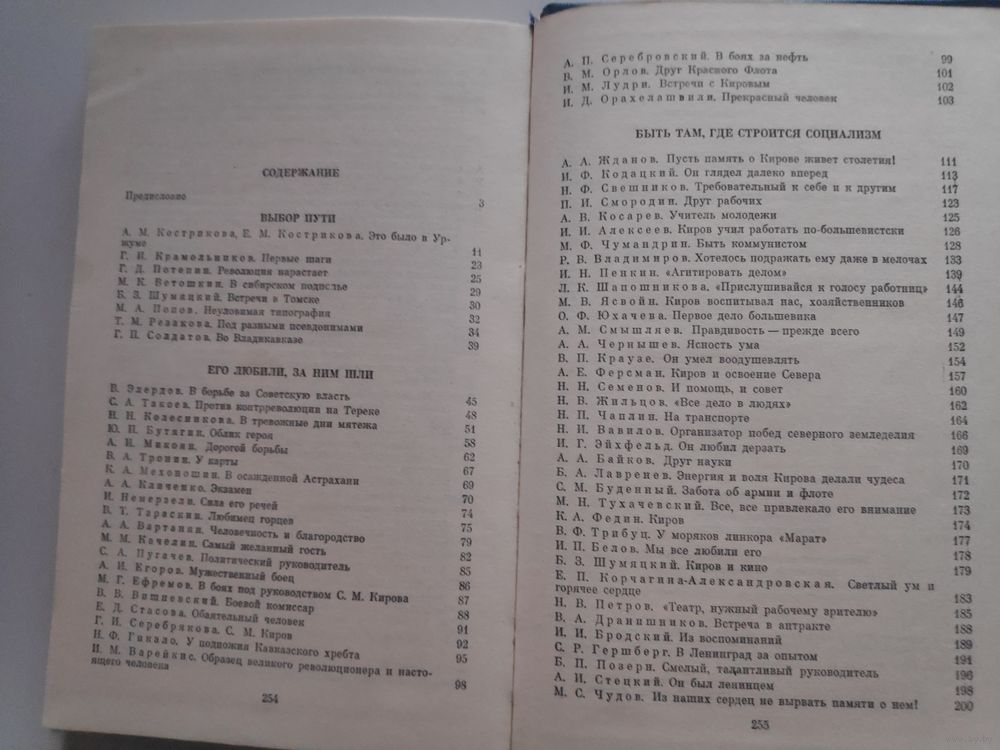 СОДЕРЖАНИЕ
Предисловие 3
ВЫБОР ПУТИ
А. М. Кострикова, Е. М. Кострикова. Это было в Ур-
жуме 11
Г. И. Крамольников. Первые шаги 23
Г. Д. Потепин. Революция нарастает 25
М. К. Ветошкин. В сибирском подполье 29
Б. З. Шумяцкий. Встречи в Томске 30
М. А. Попов. Неуловимая типография 32
Т. М. Резакова. Под разными псевдонимами 34
Г. П. Солдатов. Во Владикавказе 39
ЕГО ЛЮБИЛИ, ЗА НИМ ШЛИ
В. Элердов. В борьбе за Советскую власть 45
С. А. Такоев. Против контрреволюции на Тереке 48
Н. Н. Колесникова. В тревожные дни мятежа 51
Ю. П. Бутягин. Облик героя 58
А. И. Микоян. Дорогой борьбы 62
В. А. Тронин. У карты 67
К. А. Мехоношин. В осажденной Астрахани 69
А. А. Кличенко. Экзамен 70
И. Немерзели. Сила его речей 74
В. Т. Тараскин. Любимец горцев 75
А. А. Вартанян. Человечность и благородство 79
М. М. Качелин. Самый желанный гость 82
С. А. Пугачев. Политический руководитель 85
А. И. Егоров. Мужественный боец 86
М. Г. Ефремов. В боях под руководством С. М. Кирова 87
В. В. Вишневский. Боевой комиссар 88
Е. Д. Стасова. Обаятельный человек 91
Г. И. Серебрякова. С. М. Киров 92
Н. Ф. Гикало. У подножия Кавказского хребта 95
И. М. Варейкис. Образец великого революционера и насто-
ящего человека 98
254
А. П. Серебровский. В боях за нефть 99
В. М. Орлов. Друг Красного Флота 101
И. М. Лудри. Встречи с Кировым 102
И. Д. Орахелашвили. Прекрасный человек 103
БЫТЬ ТАМ, ГДЕ СТРОИТСЯ СОЦИАЛИЗМ
А. А. Жданов. Пусть память о Кирове живет столетия! 111
И. Ф. Кодацкий. Он глядел далеко вперед 113
Н. Ф. Свешников. Требовательный к себе и к другим 117
П. И. Смородин. Друг рабочих 123
А. В. Косарев. Учитель молодежи 125
И. И. Алексеев. Киров учил работать по-большевистски 126
М. Ф. Чумандрин. Быть коммунистом 128
Р. В. Владимиров. Хотелось подражать ему даже в мелочах 133
И. Н. Пенкин. «Агитировать делом» 139
Л. К. Шапошникова. «Прислушивайся к голосу работниц» 144
М. В. Ясвойн. Киров воспитывал нас, хозяйственников 146
О. Ф. Юхачева. Первое дело большевика 147
А. М. Смышляев. Правдивость — прежде всего 149
А. А. Чернышев. Ясность ума 152
В. П. Краузе. Он умел воодушевлять 154
А. Е. Ферсман. Киров и освоение Севера 157
Н. Н. Семенов. И помощь, и совет 160
Н. В. Жильцов. «Все дело в людях» 162
Н. П. Чаплин. На транспорте 164
Н. И. Вавилов. Организатор побед северного земледелия 166
И. Г. Эйхфельд. Он любил дерзать 169
А. А. Байков. Друг науки 170
Б. А. Лавренев. Энергия и воля Кирова делали чудеса 171
С. М. Буденный. Забота об армии и флоте 172
М. Н. Тухачевский. Все, все привлекало его внимание 173
К. А. Федин. Киров 174
В. Ф. Трибуц. У моряков линкора «Марат» 177
И. П. Белов. Мы все любили его 178
Б. З. Шумяцкий. Киров и кино 179
Е. П. Корчагина-Александровская. Светлый ум и
горячее сердце 183
Н. В. Петров. «Театр, нужный рабочему зрителю» 185
В. А. Дранишников. Встреча в антракте 188
И. И. Бродский. Из воспоминаний 189
С. Р. Гершберг. В Ленинград за опытом 191
Б. П. Позерн. Смелый, талантливый руководитель 196
А. И. Стецкий. Он был ленинцем 198
М. С. Чудов. Из наших сердец не вырвать памяти о нем! 200
255